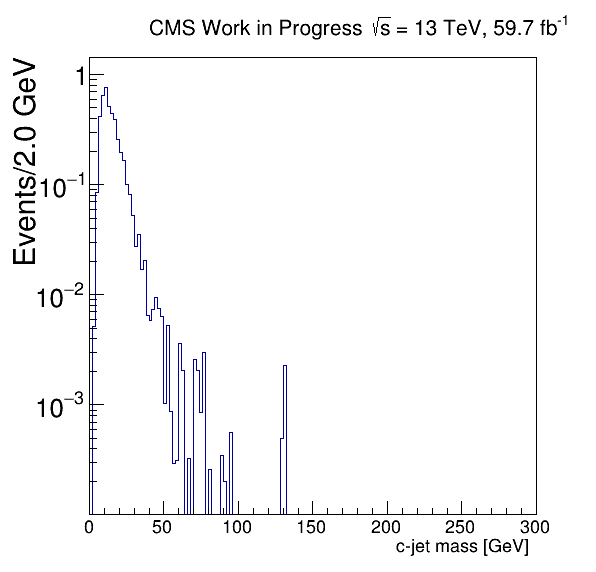 CMS Work in Progress √s = 13 TeV, 59.7 fb⁻¹
Events/2.0 GeV
1
10⁻¹
10⁻²
10⁻³
0 50 100 150 200 250 300
c-jet mass [GeV]